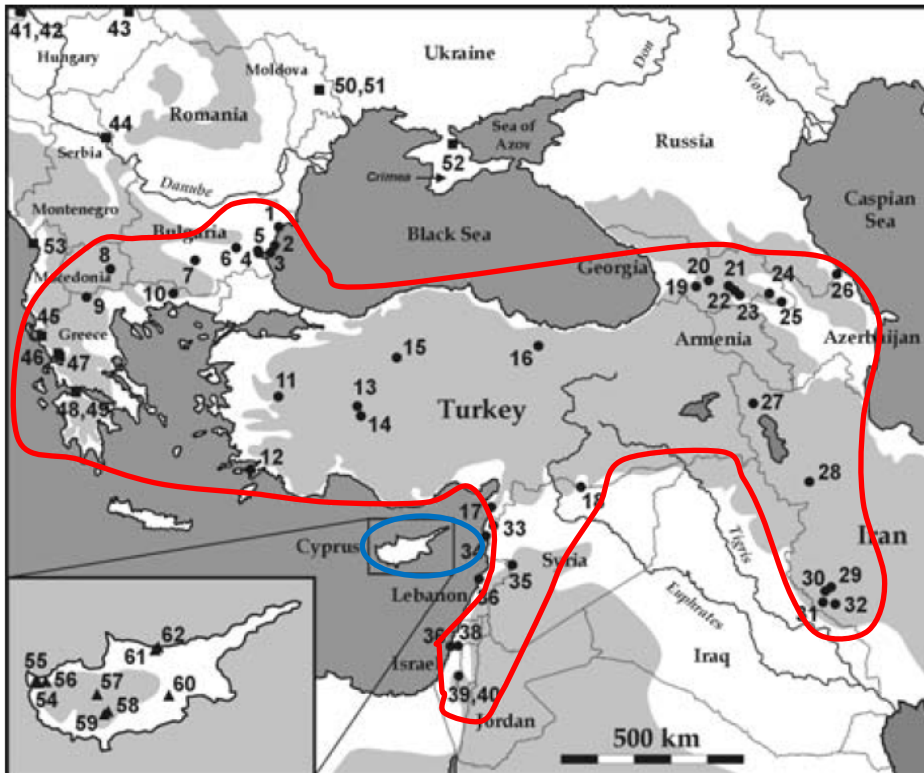 41,42
43
Hungary
Ukraine
Moldova
50,51
Don
Volga
Romania
44
Serbia
Sea of
Azov
52
Crimea
Russia
Danube
Caspian
Sea
Montenegro
53
Bulgaria
1
5
2
6
4
3
7
8
Macedonia
9
10
Black Sea
Georgia
20
21
24
19
22
23
25
26
Armenia
Azerbaijan
45
Greece
46
47
48,49
11
15
16
13
14
Turkey
12
27
28
17
18
33
34
Cyprus
35
Syria
Tigris
Iran
Lebanon
36
30
29
31
32
Euphrates
Iraq
36
38
Israel
39,40
Jordan
500 km
62
61
55
56
57
54
60
58
59